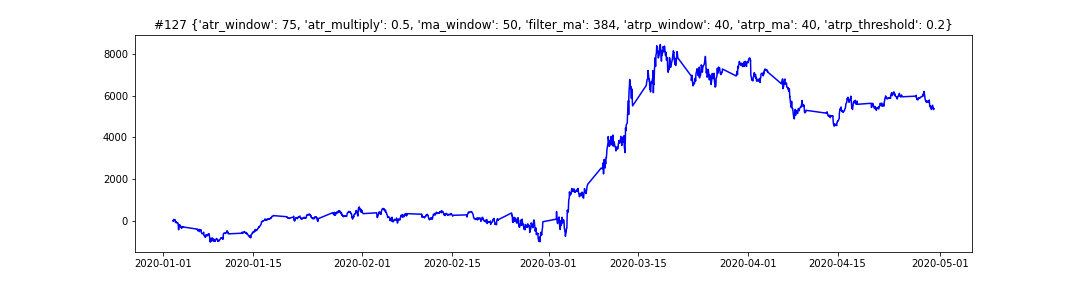 #127 {'atr_window': 75, 'atr_multiply': 0.5, 'ma_window': 50, 'filter_ma': 384, 'atrp_window': 40, 'atrp_ma': 40, 'atrp_threshold': 0.2}
8000
6000
4000
2000
0
2020-01-01 2020-01-15 2020-02-01 2020-02-15 2020-03-01 2020-03-15 2020-04-01 2020-04-15 2020-05-01